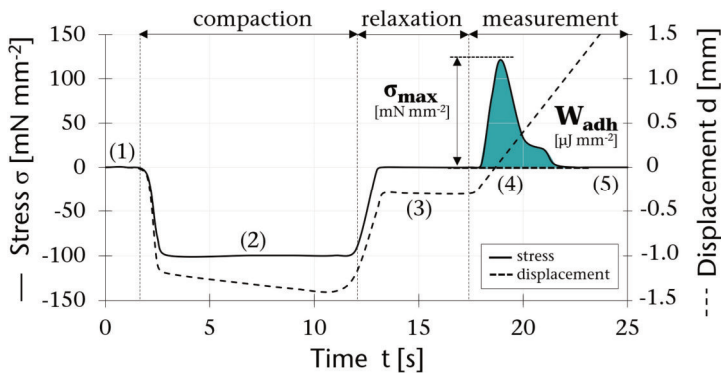 compaction
relaxation
measurement
Stress σ [mN mm-2]
150
100
50
0
-50
-100
-150
Displacement d [mm]
1.5
1.0
0.5
0
-0.5
-1.0
-1.5
(1)
(2)
(3)
(4)
(5)
σmax
[mN mm-2]
Wadh
[μJ mm-2]
stress
displacement
0
5
10
15
20
25
Time t [s]